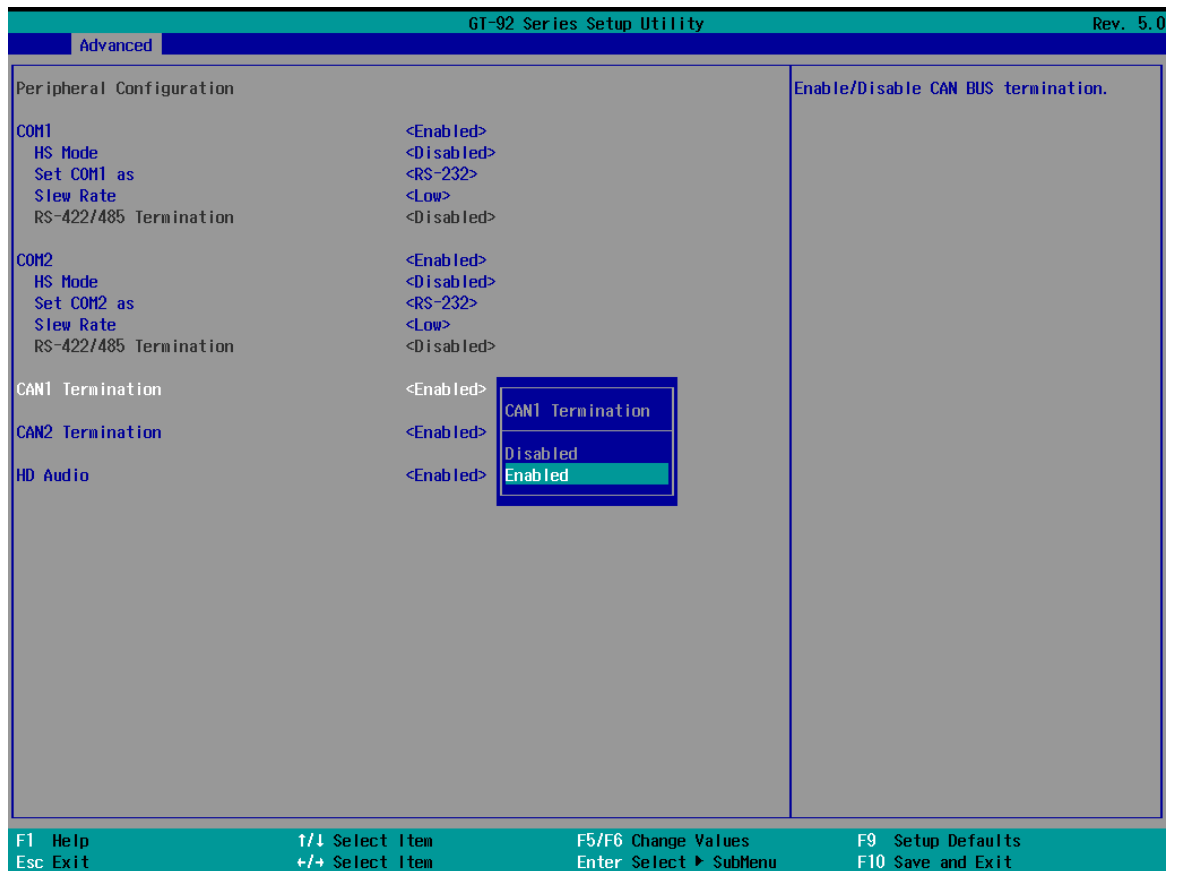 GT-92 Series Setup Utility Rev. 5.0
Advanced
Peripheral Configuration Enable/Disable CAN BUS termination.
COM1 <Enabled>
HS Mode <Disabled>
Set COM1 as <RS-232>
Slew Rate <Low>
RS-422/485 Termination <Disabled>
COM2 <Enabled>
HS Mode <Disabled>
Set COM2 as <RS-232>
Slew Rate <Low>
RS-422/485 Termination <Disabled>
CAN1 Termination <Enabled>
CAN2 Termination <Enabled>
HD Audio <Enabled>
CAN1 Termination
Disabled
Enabled
F1 Help ↑/↓ Select Item F5/F6 Change Values F9 Setup Defaults
Esc Exit ←/→ Select Item Enter Select ▶ SubMenu F10 Save and Exit